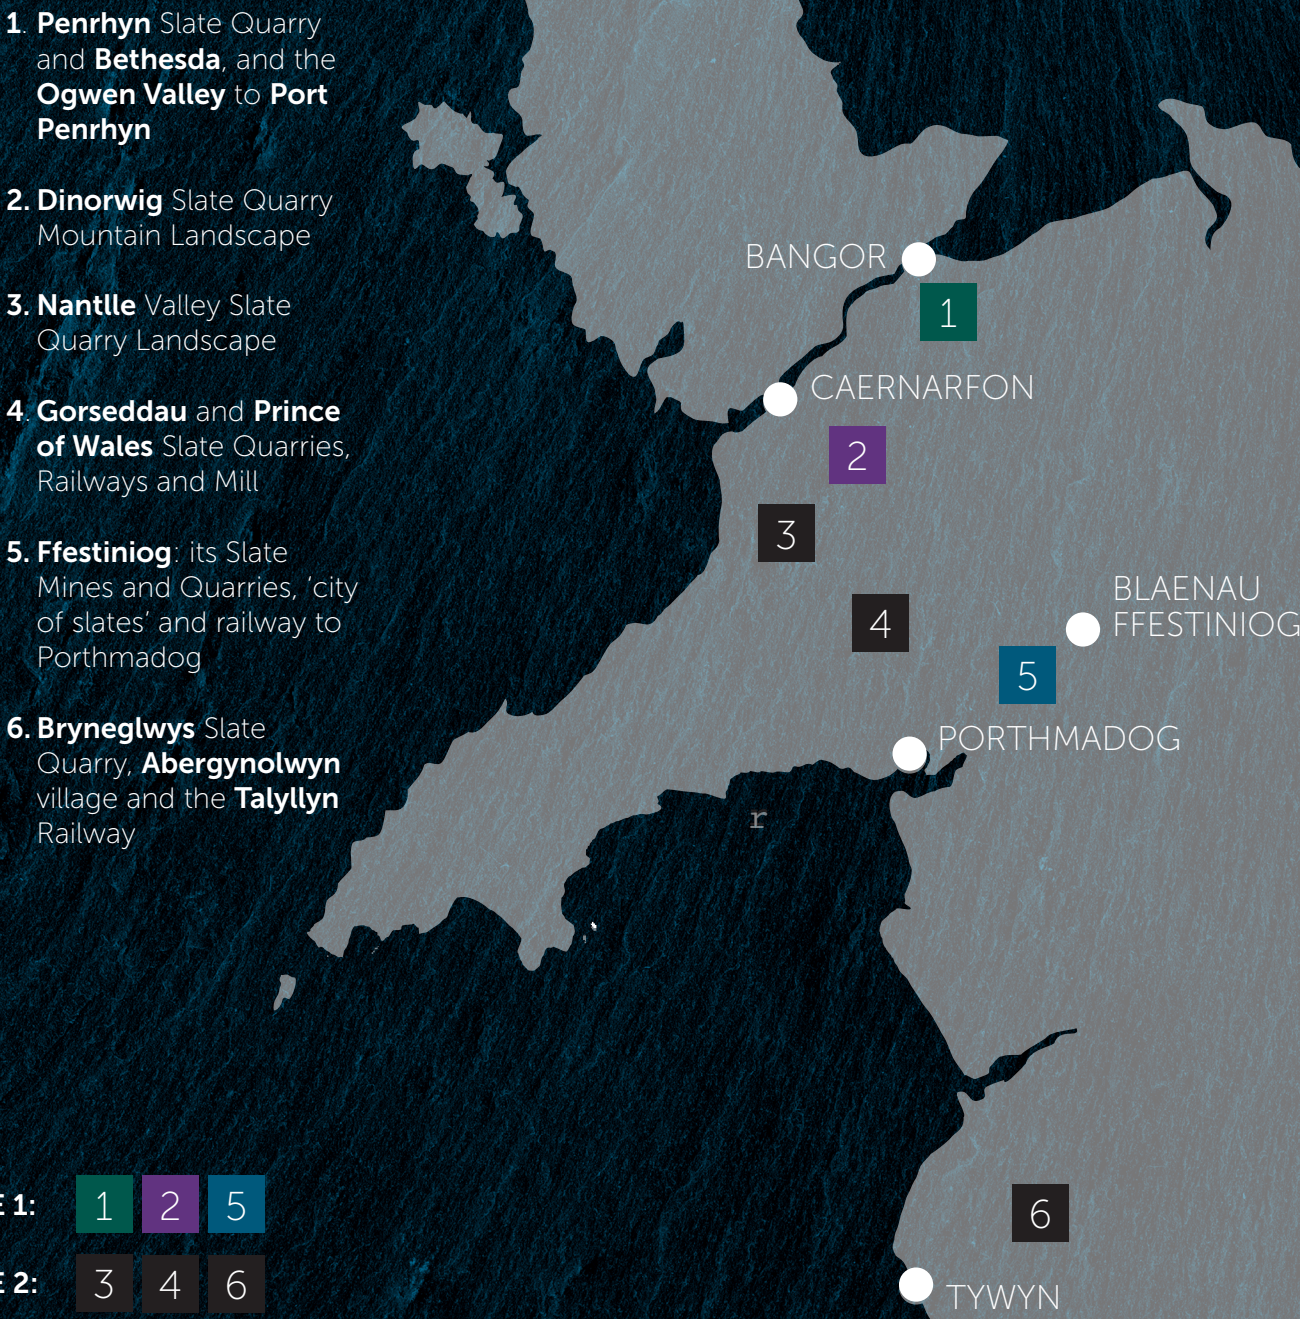 1. Penrhyn Slate Quarry
and Bethesda, and the
Ogwen Valley to Port
Penrhyn
2. Dinorwig Slate Quarry
Mountain Landscape
3. Nantlle Valley Slate
Quarry Landscape
4. Gorseddau and Prince
of Wales Slate Quarries,
Railways and Mill
5. Ffestiniog: its Slate
Mines and Quarries, ‘city
of slates’ and railway to
Porthmadog
6. Bryneglwys Slate
Quarry, Abergynolwyn
village and the Talyllyn
Railway
BANGOR
1
CAERNARFON
2
3
4
BLAENAU
FFESTINIOG
5
PORTHMADOG
r
6
TYWYN
E 1: 1 2 5
E 2: 3 4 6